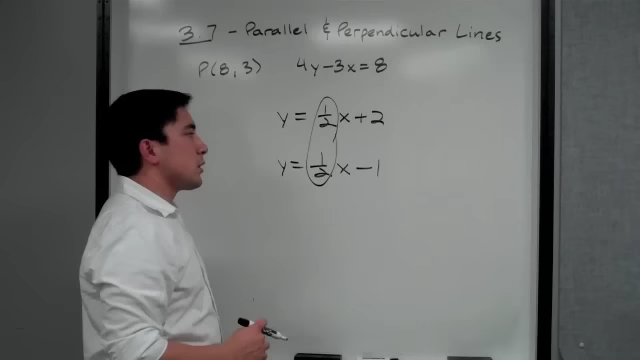 3.7 - Parallel & Perpendicular Lines
P(8,3) 4y-3x=8
y = 1/2 x + 2
y = 1/2 x - 1